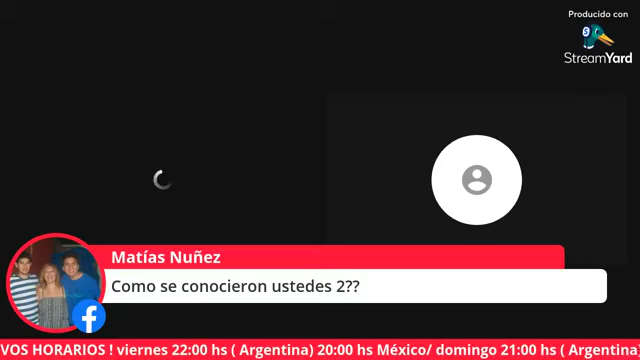 Producido con
StreamYard
Matías Nuñez
Como se conocieron ustedes 2??
VOS HORARIOS ! viernes 22:00 hs ( Argentina) 20:00 hs México/ domingo 21:00 hs ( Argentina)